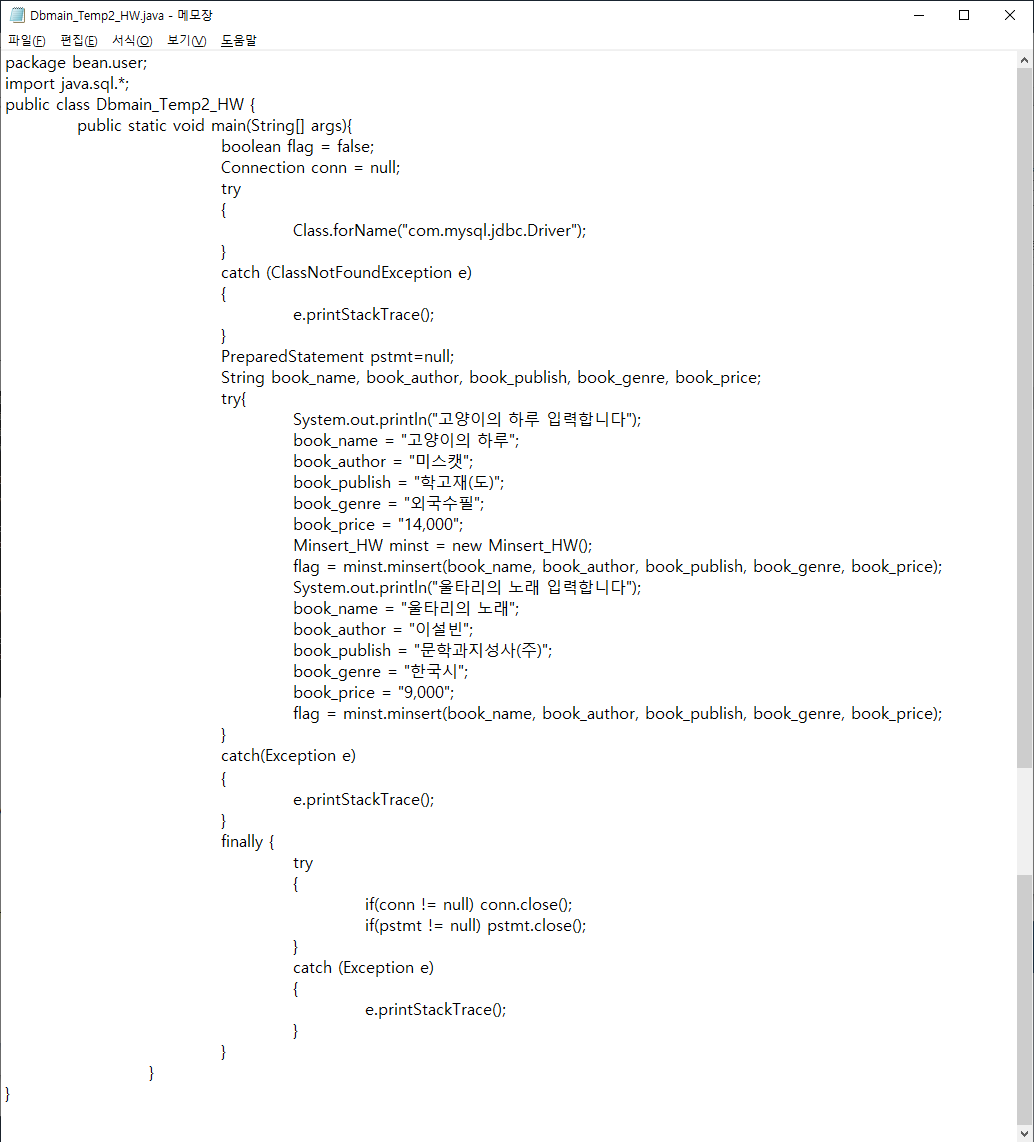 Dbmain_Temp2_HW.java - 메모장
파일(F) 편집(E) 서식(O) 보기(V) 도움말
package bean.user;
import java.sql.*;
public class Dbmain_Temp2_HW {
public static void main(String[] args){
boolean flag = false;
Connection conn = null;
try
{
Class.forName("com.mysql.jdbc.Driver");
}
catch (ClassNotFoundException e)
{
e.printStackTrace();
}
PreparedStatement pstmt=null;
String book_name, book_author, book_publish, book_genre, book_price;
try{
System.out.println("고양이의 하루 입력합니다");
book_name = "고양이의 하루";
book_author = "미스캣";
book_publish = "학고재(도)";
book_genre = "외국수필";
book_price = "14,000";
Minsert_HW minst = new Minsert_HW();
flag = minst.minsert(book_name, book_author, book_publish, book_genre, book_price);
System.out.println("울타리의 노래 입력합니다");
book_name = "울타리의 노래";
book_author = "이설빈";
book_publish = "문학과지성사(주)";
book_genre = "한국시";
book_price = "9,000";
flag = minst.minsert(book_name, book_author, book_publish, book_genre, book_price);
}
catch(Exception e)
{
e.printStackTrace();
}
finally {
try
{
if(conn != null) conn.close();
if(pstmt != null) pstmt.close();
}
catch (Exception e)
{
e.printStackTrace();
}
}
}
}